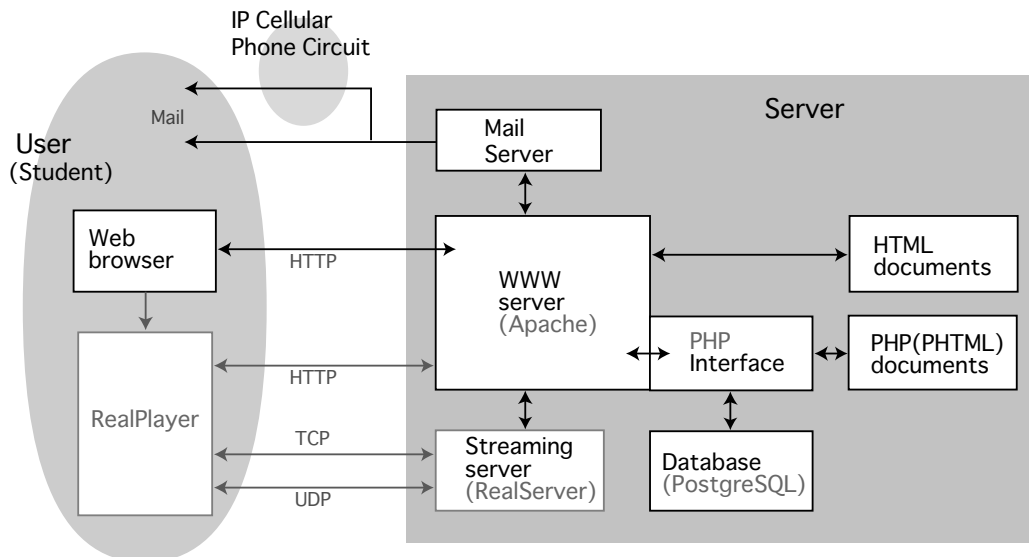 IP Cellular
Phone Circuit
Server
Mail
User
(Student)
Mail
Server
Web
browser
HTTP
WWW
server
(Apache)
HTML
documents
PHP
Interface
PHP(PHTML)
documents
HTTP
RealPlayer
TCP
UDP
Streaming
server
(RealServer)
Database
(PostgreSQL)